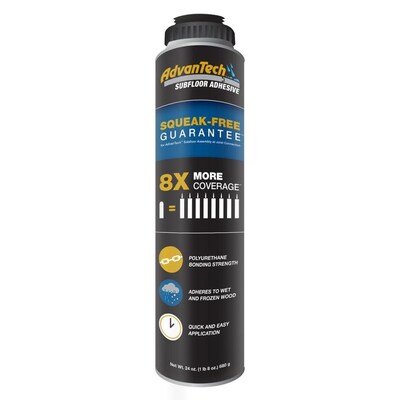 AdvanTech
SUBFLOOR ADHESIVE
SQUEAK-FREE
GUARANTEE
8X MORE
COVERAGE
=
POLYURETHANE
BONDING STRENGTH
ADHERES TO WET
AND FROZEN WOOD
QUICK AND EASY
APPLICATION
Net Wt. 24 oz. (1 lb 8 oz.) 680 g